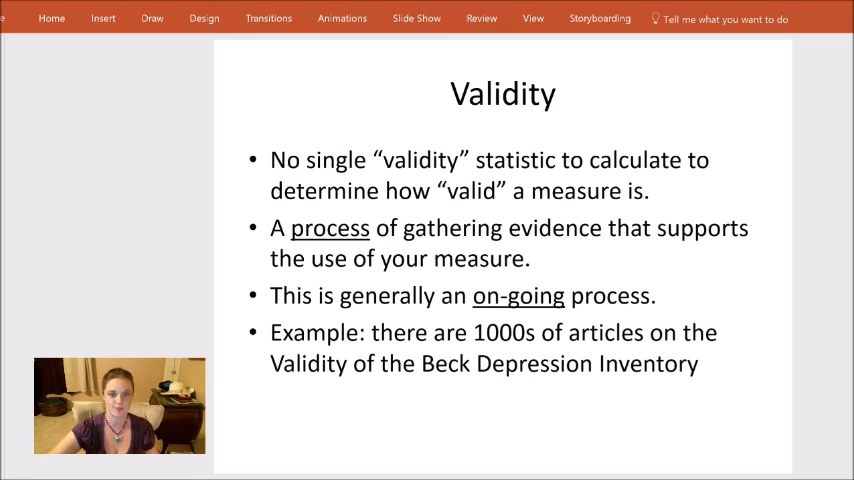 e Home Insert Draw Design Transitions Animations Slide Show Review View Storyboarding Tell me what you want to do
Validity
• No single “validity” statistic to calculate to
determine how “valid” a measure is.
• A process of gathering evidence that supports
the use of your measure.
• This is generally an on-going process.
• Example: there are 1000s of articles on the
Validity of the Beck Depression Inventory